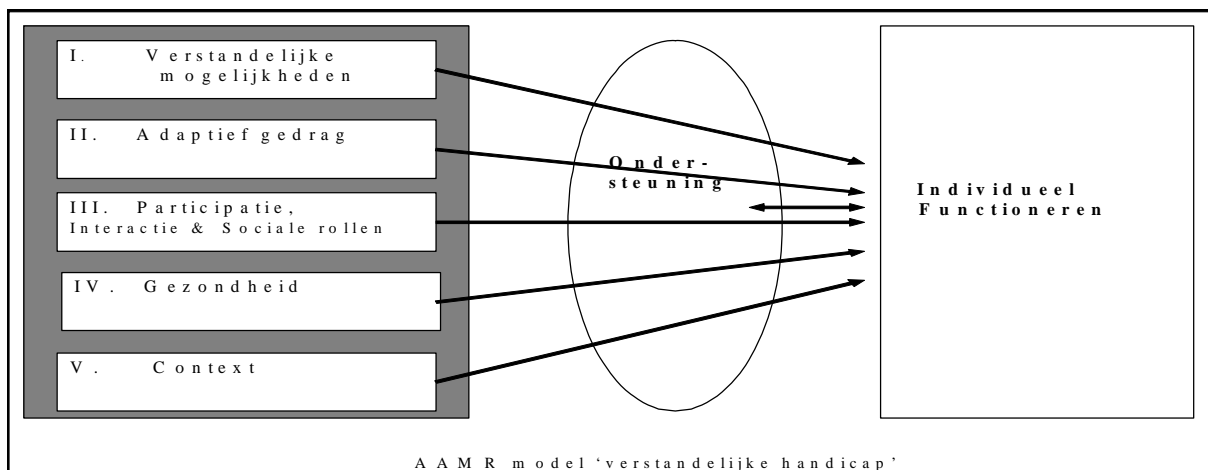 I. Verstandelijke
mogelijkheden
II. Adaptief gedrag
III. Participatie,
Interactie & Sociale rollen
IV. Gezondheid
V. Context
Onder-
steuning
Individueel
Functioneren
AAMR model ‘verstandelijke handicap’